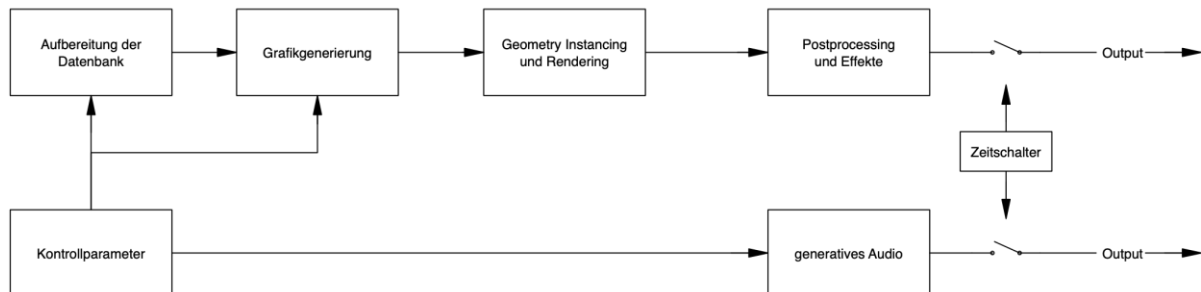 Aufbereitung der
Datenbank
Grafikgenerierung
Geometry Instancing
und Rendering
Postprocessing
und Effekte
Output
Zeitschalter
Kontrollparameter
generatives Audio
Output